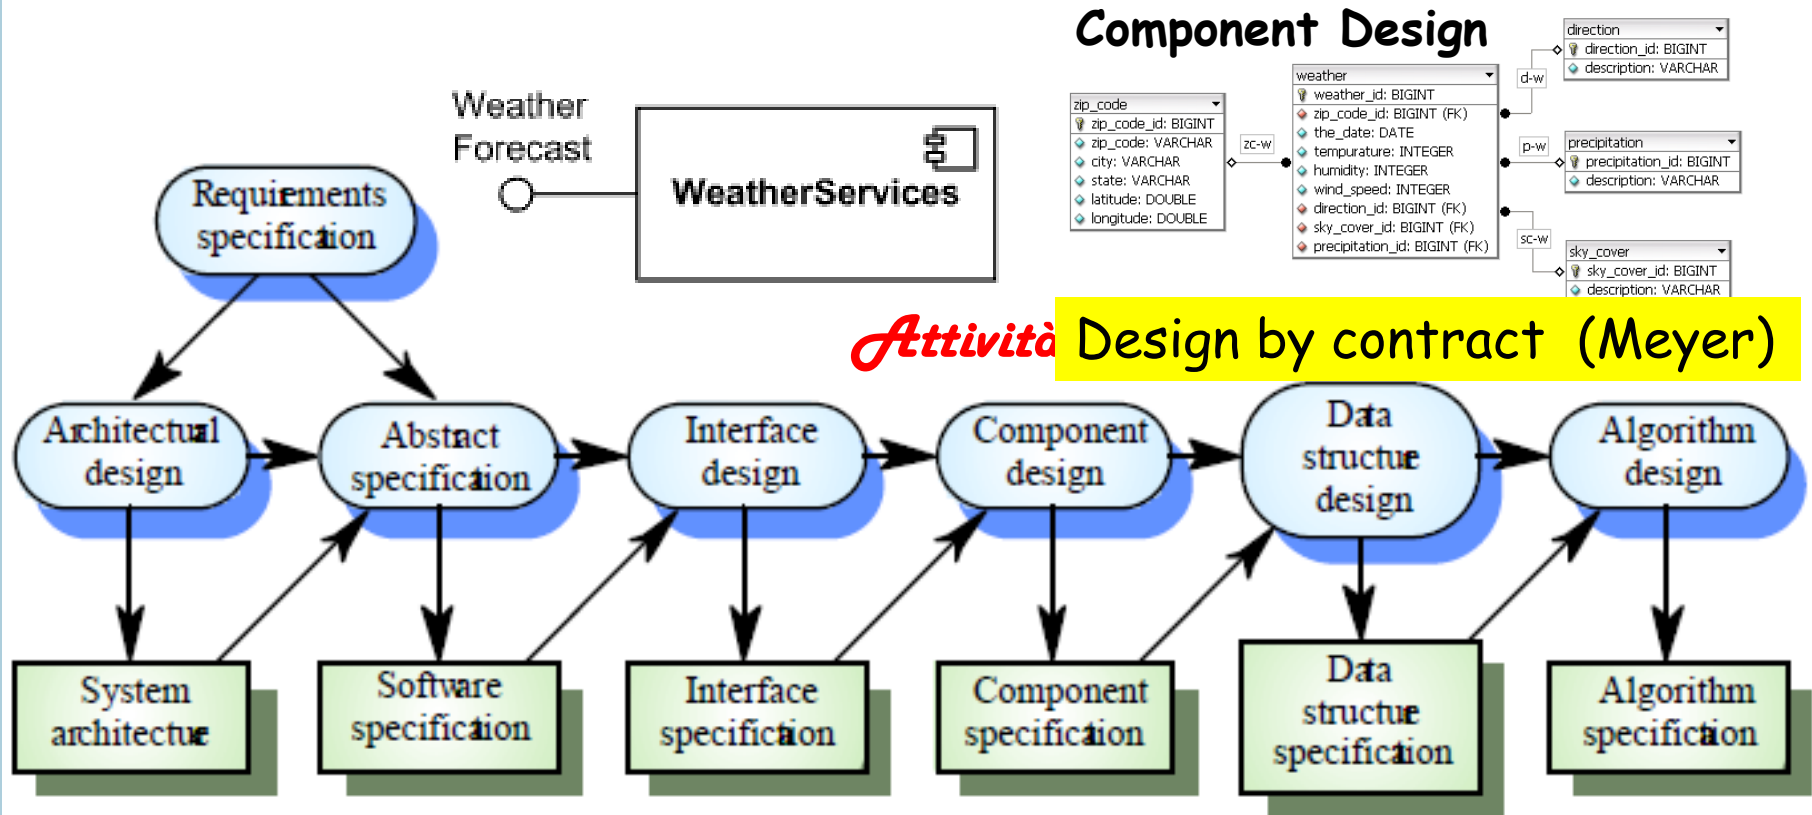 Component Design
Weather
Forecast
WeatherServices
zip_code
zip_code_id: BIGINT
zip_code: VARCHAR
city: VARCHAR
state: VARCHAR
latitude: DOUBLE
longitude: DOUBLE
zc-w
weather
weather_id: BIGINT
zip_code_id: BIGINT (FK)
the_date: DATE
tempurature: INTEGER
humidity: INTEGER
wind_speed: INTEGER
direction_id: BIGINT (FK)
sky_cover_id: BIGINT (FK)
precipitation_id: BIGINT (FK)
d-w
p-w
sc-w
direction
direction_id: BIGINT
description: VARCHAR
precipitation
precipitation_id: BIGINT
description: VARCHAR
sky_cover
sky_cover_id: BIGINT
description: VARCHAR
Attività
Design by contract (Meyer)
Requirements
specification
Architectural
design
Abstract
specification
Interface
design
Component
design
Data
structure
design
Algorithm
design
System
architecture
Software
specification
Interface
specification
Component
specification
Data
structure
specification
Algorithm
specification